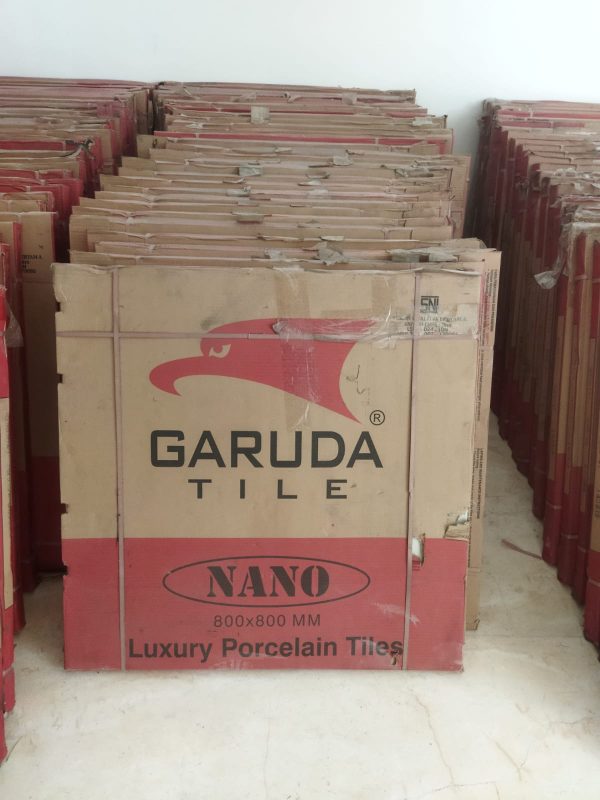 SNI
®
GARUDA
TILE
NANO
800x800 MM
Luxury Porcelain Tiles